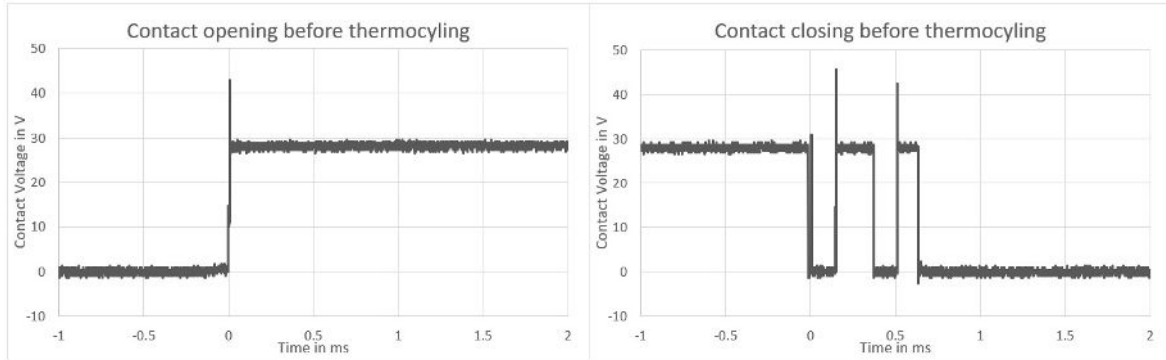 Contact opening before thermocyling
50
40
30
20
10
0
-10
Contact Voltage in V
-1 -0.5 0 0.5 1 1.5 2
Time in ms
Contact closing before thermocyling
50
40
30
20
10
0
-10
Contact Voltage in V
-1 -0.5 0 0.5 1 1.5 2
Time in ms